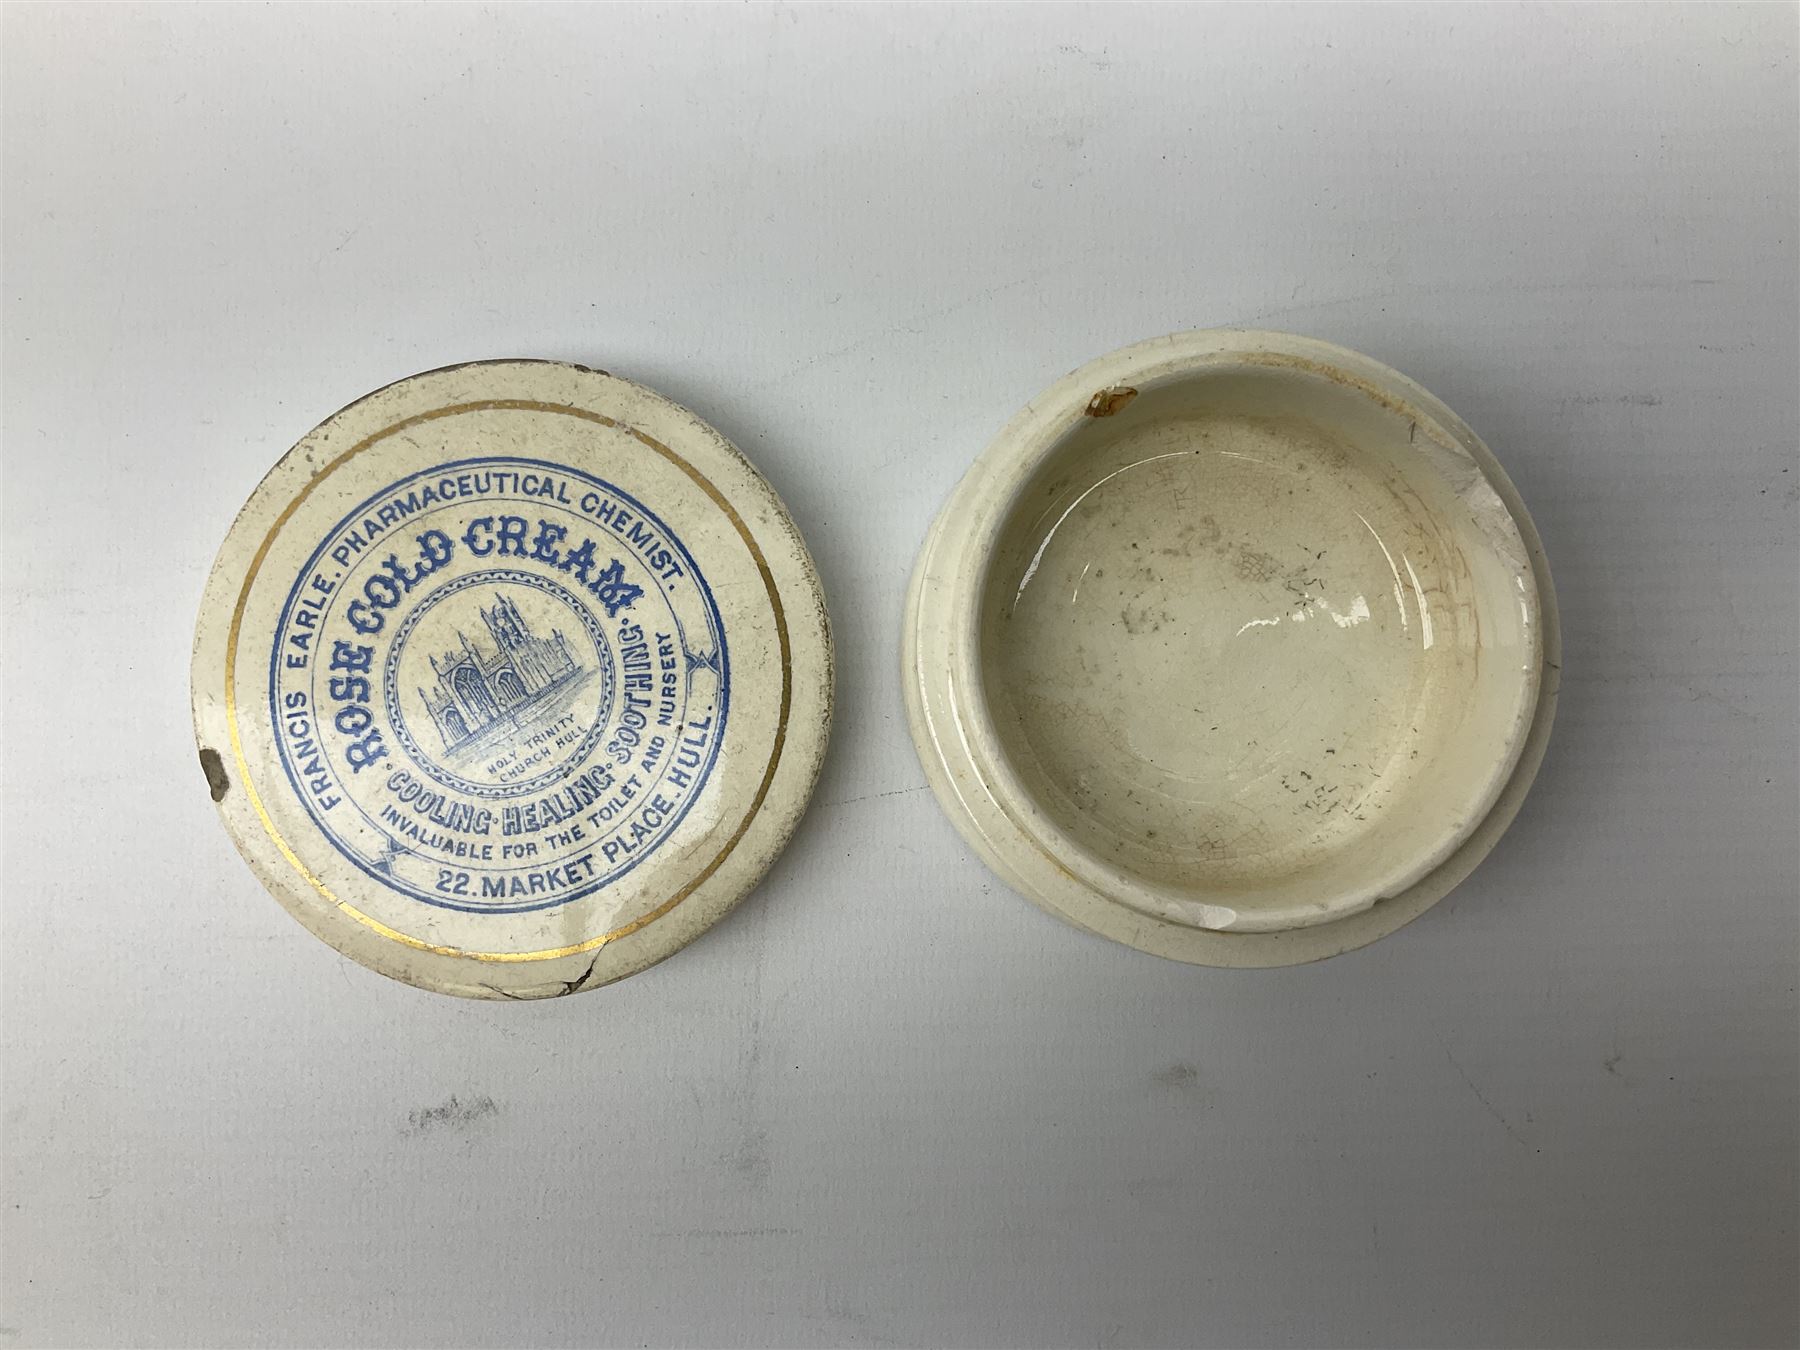 FRANCIS EARLE. PHARMACEUTICAL CHEMIST.
ROSE COLD CREAM
HOLY TRINITY
CHURCH HULL
·COOLING·HEALING·SOOTHING·
INVALUABLE FOR THE TOILET AND NURSERY
22. MARKET PLACE. HULL.